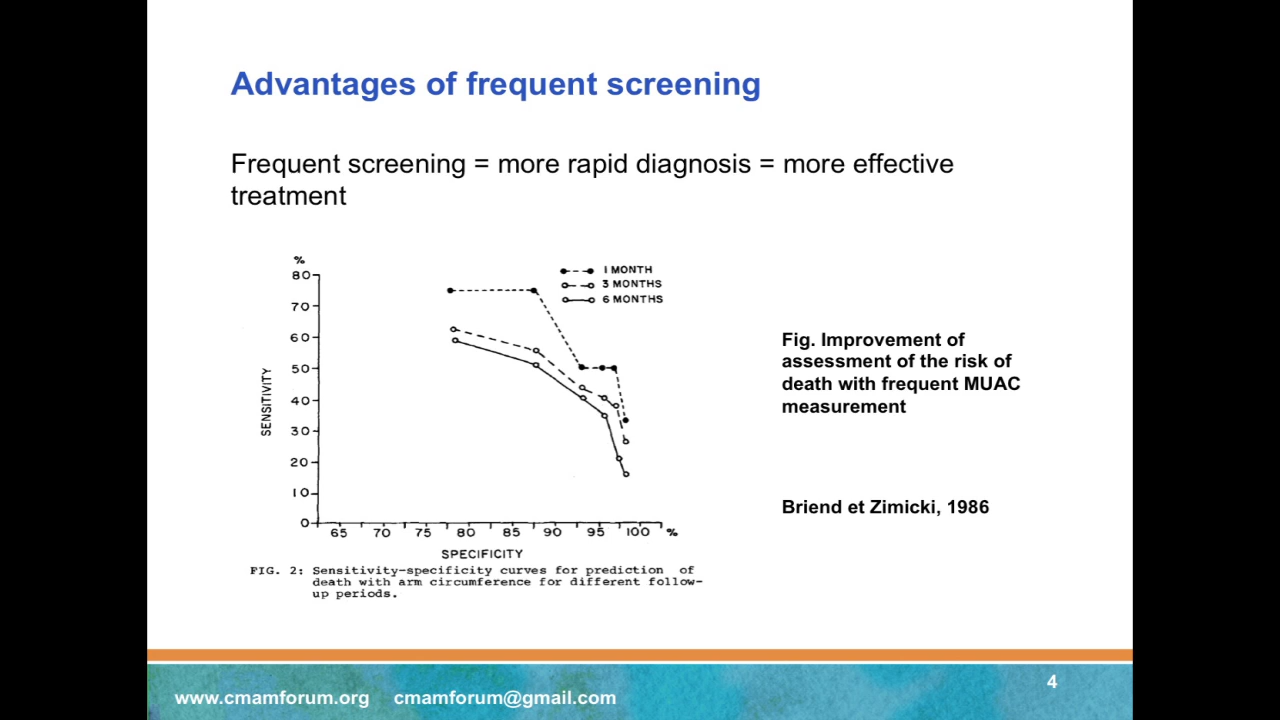 Advantages of frequent screening
Frequent screening = more rapid diagnosis = more effective
treatment
%
80
70
60
50
40
30
20
10
0
SENSITIVITY
1 MONTH
3 MONTHS
6 MONTHS
65 70 75 80 85 90 95 100 %
SPECIFICITY
FIG. 2: Sensitivity-specificity curves for prediction of
death with arm circumference for different follow-
up periods.
Fig. Improvement of
assessment of the risk of
death with frequent MUAC
measurement
Briend et Zimicki, 1986
www.cmamforum.org cmamforum@gmail.com
4